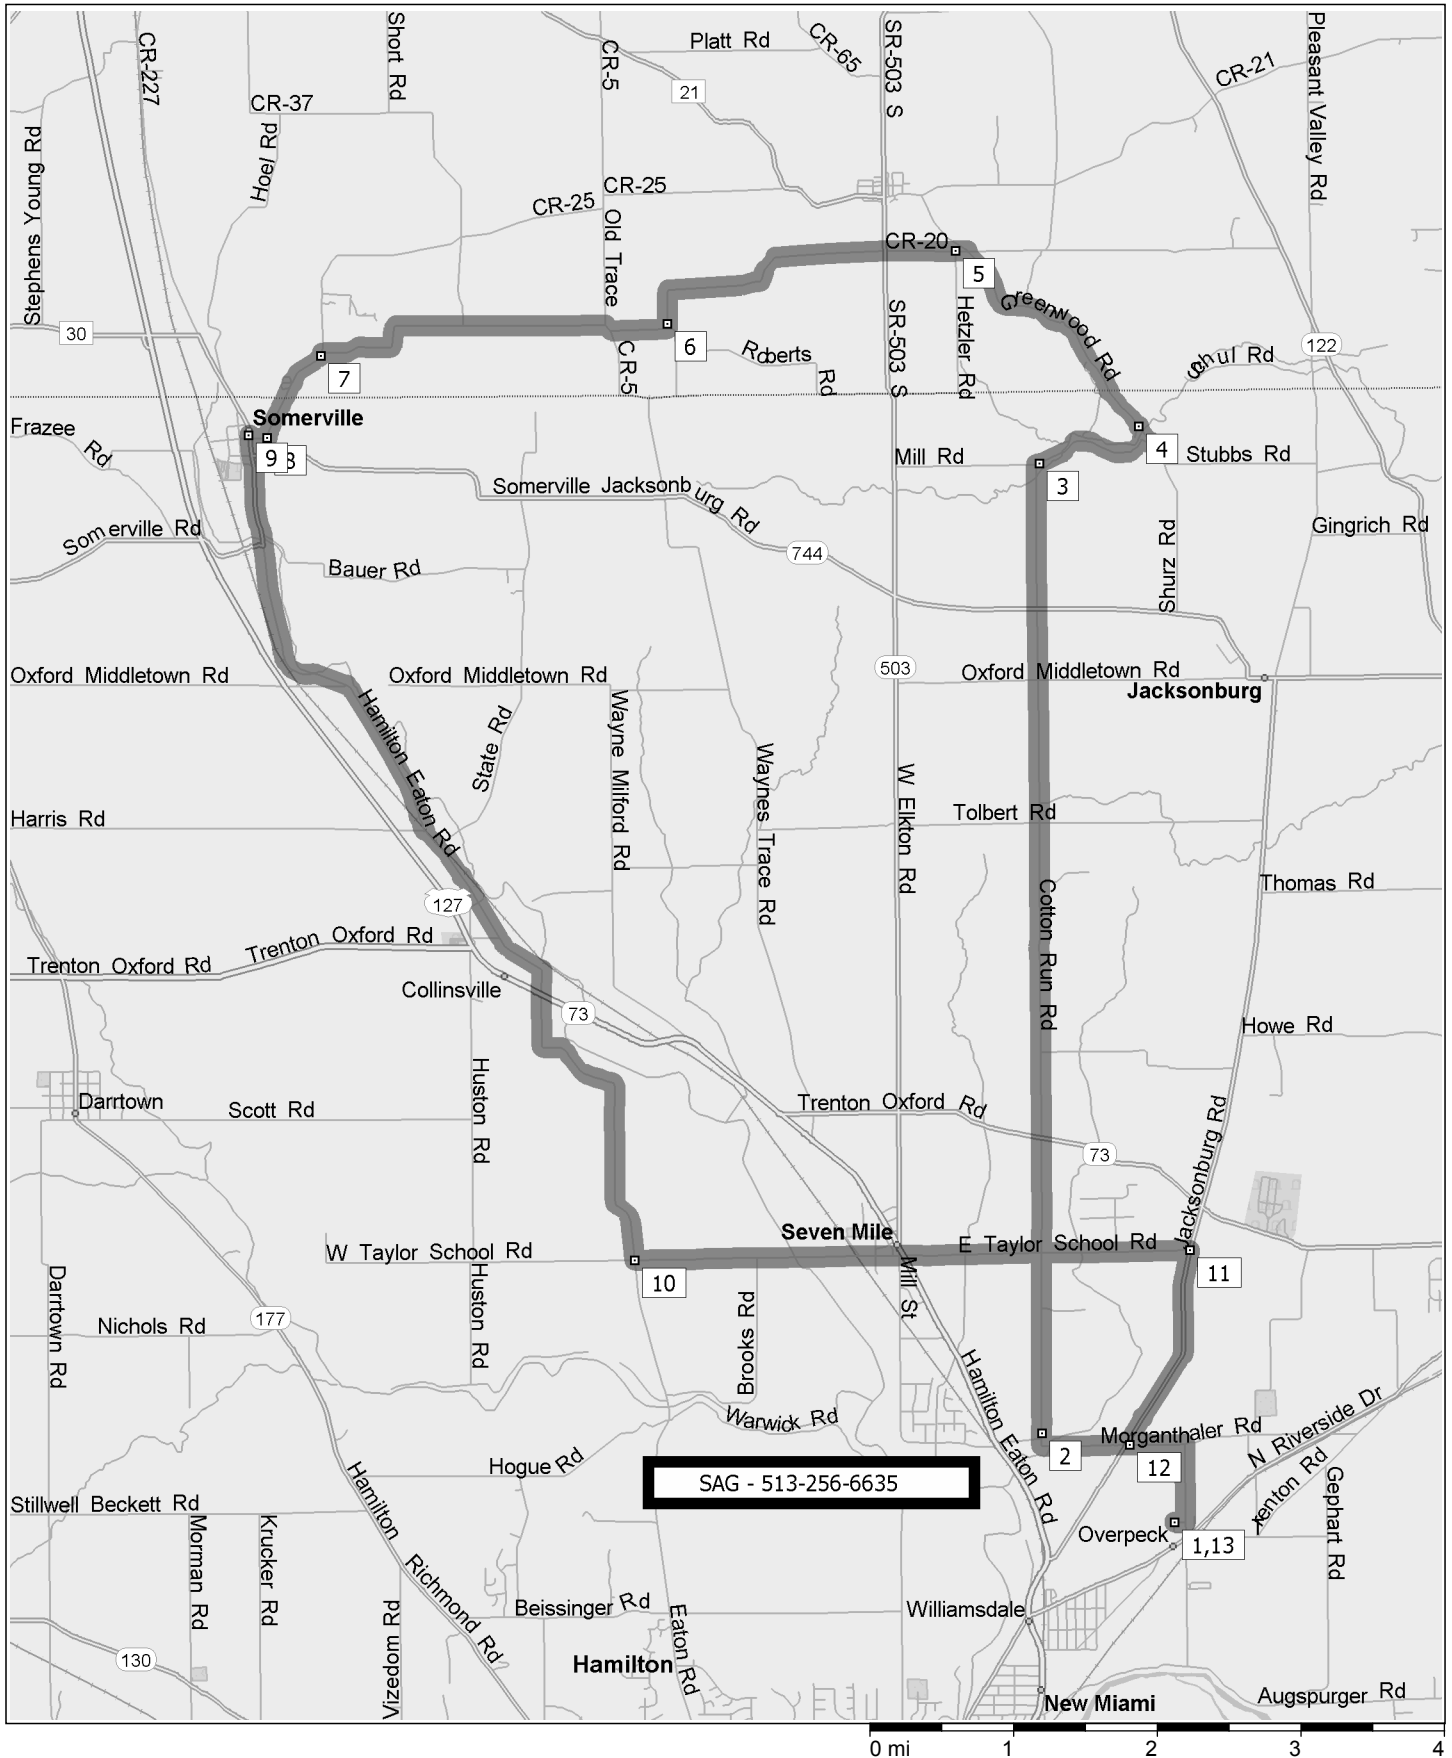 CR-227
Short Rd
CR-5
Platt Rd
CR-65
SR-503 S
Pleasant Valley Rd
CR-21
21
CR-37
Stephens Young Rd
Hoel Rd
CR-25
CR-25
Old Trace
CR-20
5
Greenwood Rd
SR-503 S
Hetzler Rd
30
6
Roberts Rd
CR-5
122
Schul Rd
7
Somerville
Frazee Rd
9
8
4
Stubbs Rd
Mill Rd
3
Somerville Jacksonburg Rd
Somerville Rd
744
Gingrich Rd
Bauer Rd
Shurz Rd
Oxford Middletown Rd
Oxford Middletown Rd
503
Oxford Middletown Rd
Jacksonburg
Hamilton Eaton Rd
State Rd
Wayne Milford Rd
Waynes Trace Rd
W Elkton Rd
Tolbert Rd
Harris Rd
Cotton Run Rd
Thomas Rd
127
Trenton Oxford Rd
Trenton Oxford Rd
Collinsville
73
Howe Rd
Huston Rd
Darrtown
Scott Rd
Trenton Oxford Rd
73
Jacksonburg Rd
Seven Mile
W Taylor School Rd
E Taylor School Rd
10
11
Mill St
Darrtown Rd
Huston Rd
Brooks Rd
177
Nichols Rd
Hamilton Eaton Rd
Warwick Rd
Morganthaler Rd
N Riverside Dr
2
12
Hogue Rd
SAG - 513-256-6635
Trenton Rd
Gephart Rd
Stillwell Beckett Rd
Morman Rd
Krucker Rd
Hamilton Richmond Rd
Overpeck
1,13
Vizedom Rd
Beissinger Rd
Eaton Rd
Williamsdale
130
Hamilton
New Miami
Augspurger Rd
0 mi 1 2 3 4